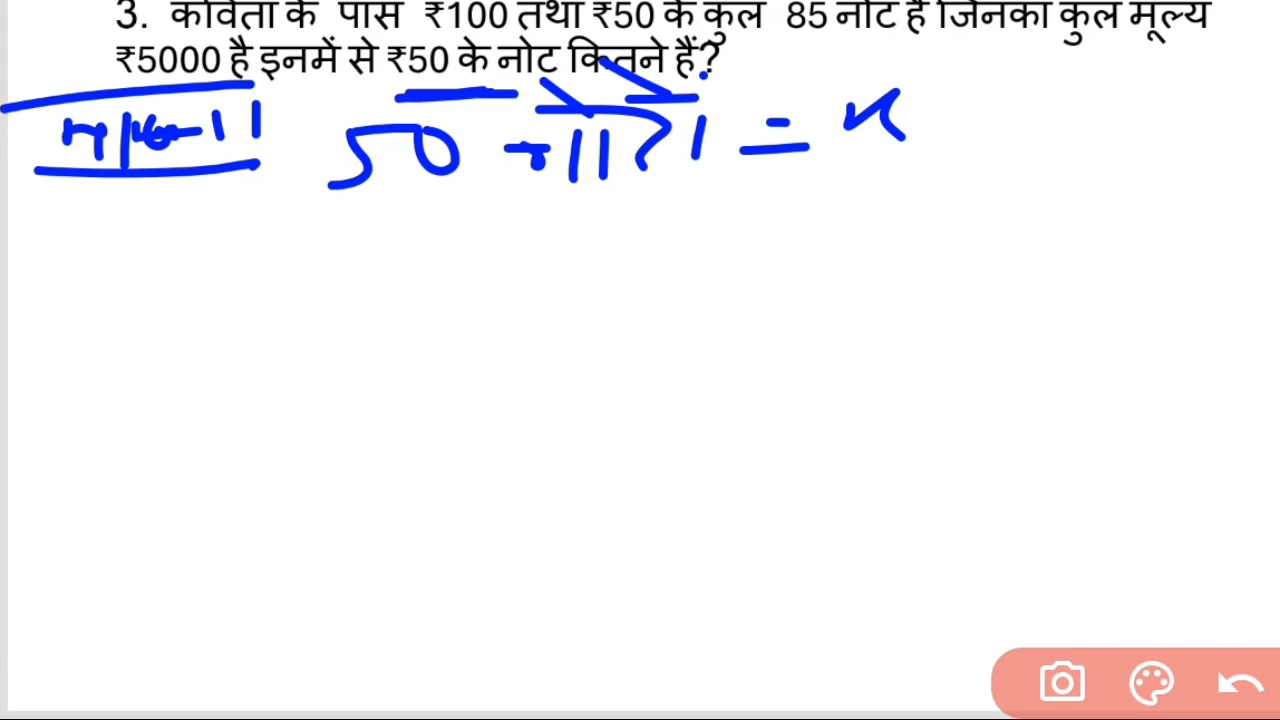 3. कविता के पास ₹100 तथा ₹50 के कुल 85 नोट हैं जिनका कुल मूल्य
₹5000 है इनमें से ₹50 के नोट कितने हैं?
50 = x